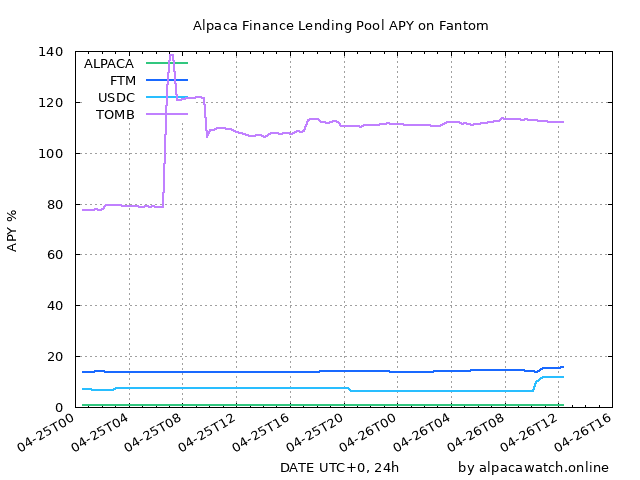 Alpaca Finance Lending Pool APY on Fantom
140
120
100
80
60
40
20
0
APY %
ALPACA
FTM
USDC
TOMB
04-25T00
04-25T04
04-25T08
04-25T12
04-25T16
04-25T20
04-26T00
04-26T04
04-26T08
04-26T12
04-26T16
DATE UTC+0, 24h
by alpacawatch.online